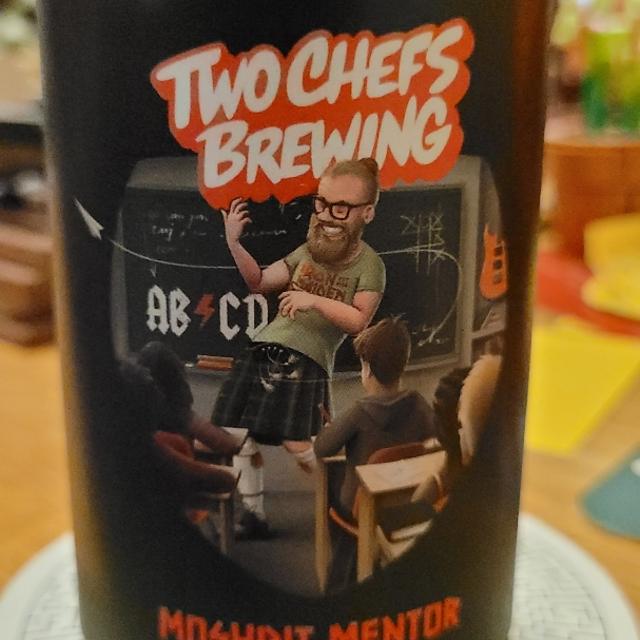 TWO CHEFS
BREWING
AB⚡CD
MOSHPIT MENTOR